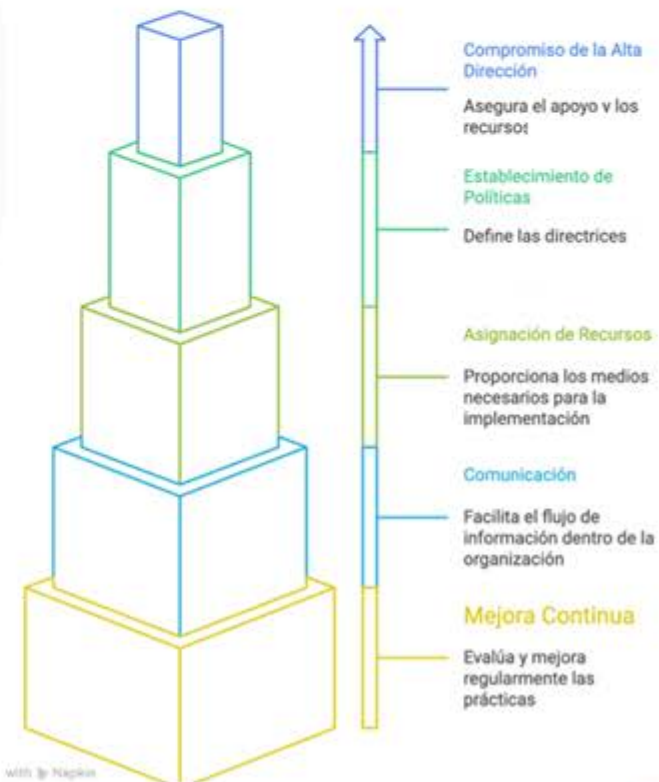 Compromiso de la Alta
Dirección
Asegura el apoyo y los
recursos
Establecimiento de
Políticas
Define las directrices
Asignación de Recursos
Proporciona los medios
necesarios para la
implementación
Comunicación
Facilita el flujo de
información dentro de la
organización
Mejora Continua
Evalúa y mejora
regularmente las
prácticas
with Napkin